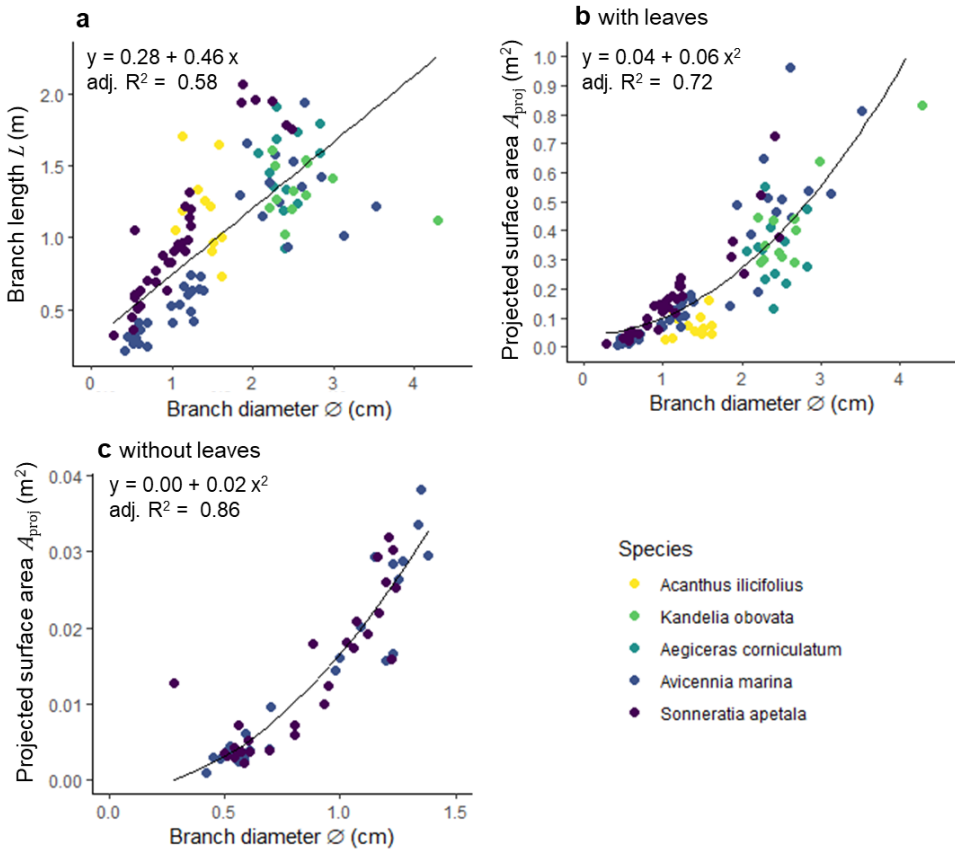 a
y = 0.28 + 0.46 x
adj. R² = 0.58
Branch length L (m)
2.0
1.5
1.0
0.5
0
1
2
3
4
Branch diameter ∅ (cm)
b with leaves
y = 0.04 + 0.06 x²
adj. R² = 0.72
Projected surface area Aproj (m²)
1.0
0.9
0.8
0.7
0.6
0.5
0.4
0.3
0.2
0.1
0.0
0
1
2
3
4
Branch diameter ∅ (cm)
c without leaves
y = 0.00 + 0.02 x²
adj. R² = 0.86
Projected surface area Aproj (m²)
0.04
0.03
0.02
0.01
0.00
0.0
0.5
1.0
1.5
Branch diameter ∅ (cm)
Species
Acanthus ilicifolius
Kandelia obovata
Aegiceras corniculatum
Avicennia marina
Sonneratia apetala